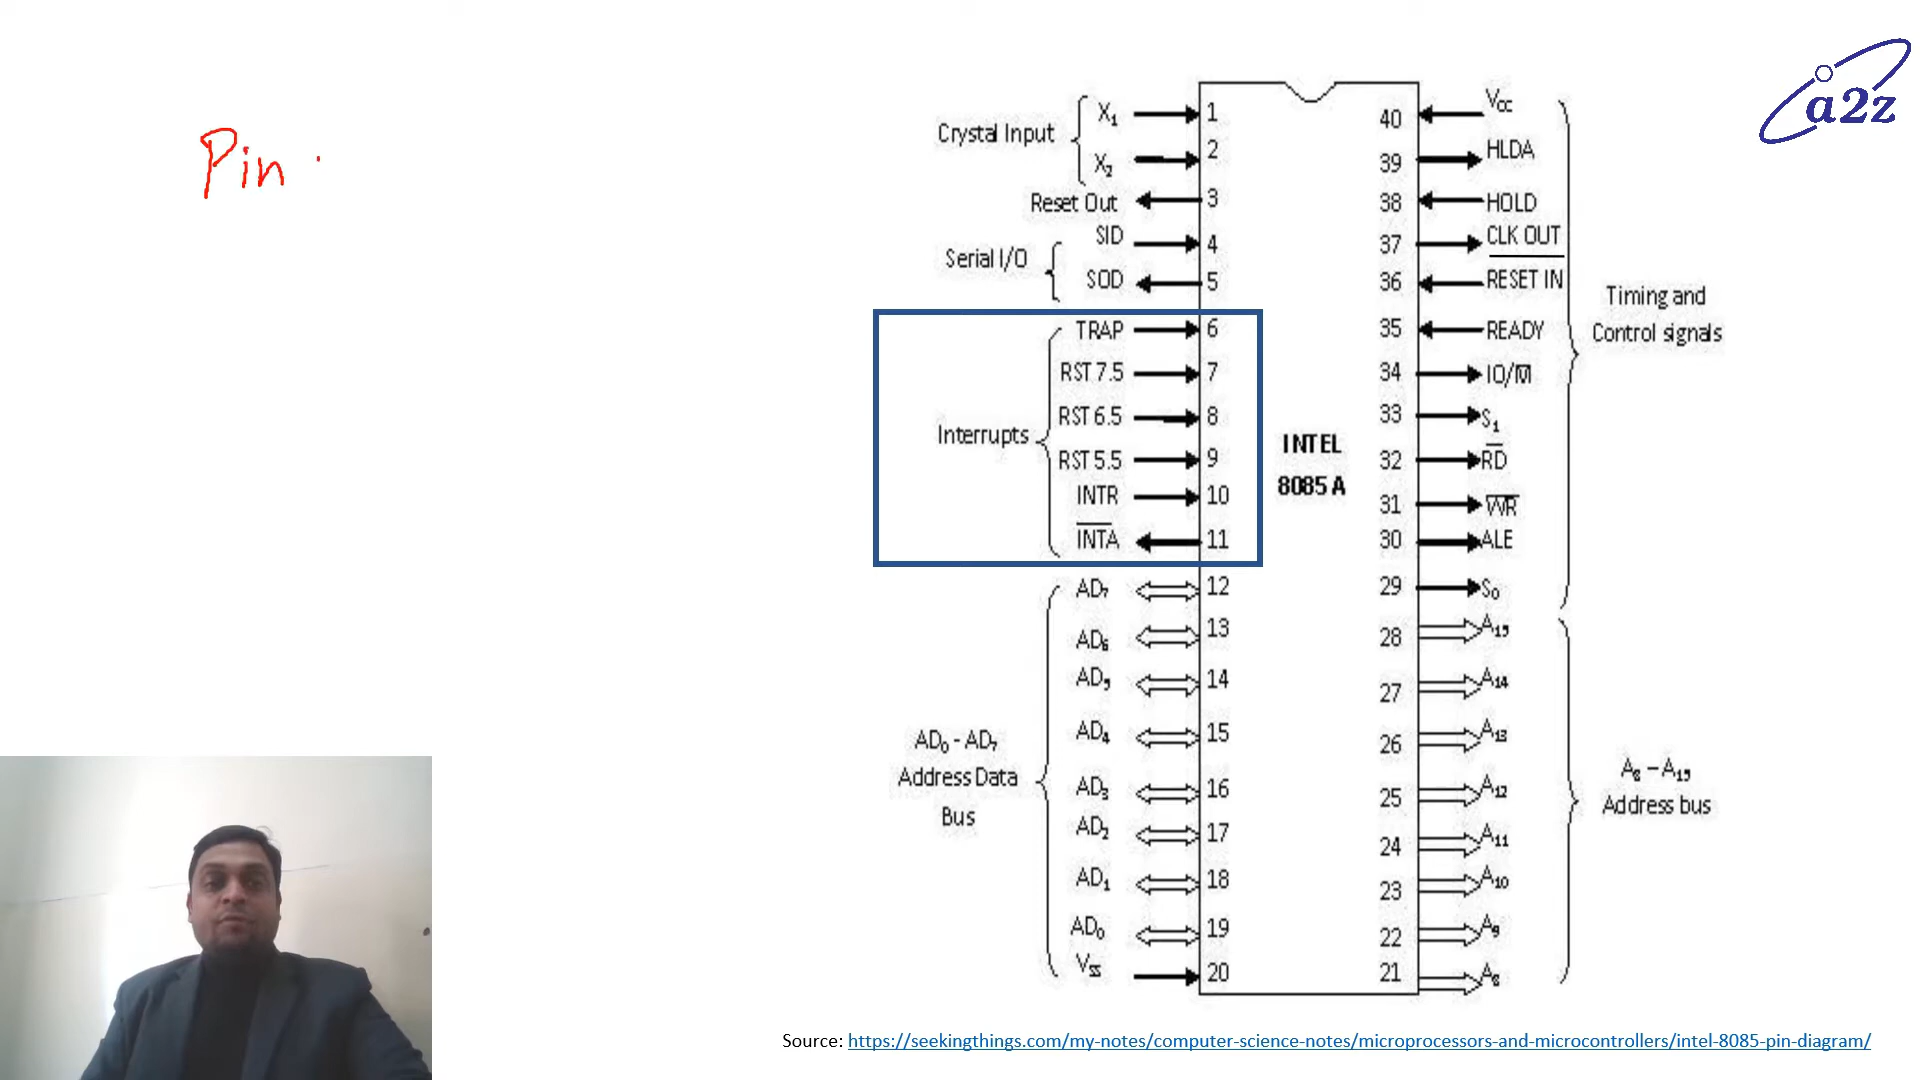 Pin
a2z
Crystal Input
X₁
X₂
Reset Out
Serial I/O
SID
SOD
Interrupts
TRAP
RST 7.5
RST 6.5
RST 5.5
INTR
I̅N̅T̅A̅
AD₀ - AD₇
Address Data
Bus
AD₇
AD₆
AD₅
AD₄
AD₃
AD₂
AD₁
AD₀
Vss
1
2
3
4
5
6
7
8
9
10
11
12
13
14
15
16
17
18
19
20
INTEL
8085 A
40
39
38
37
36
35
34
33
32
31
30
29
28
27
26
25
24
23
22
21
Vcc
HLDA
HOLD
CLK OUT
R̅E̅S̅E̅T̅ I̅N̅
READY
IO/M̅
S₁
R̅D̅
W̅R̅
ALE
S₀
A₁₅
A₁₄
A₁₃
A₁₂
A₁₁
A₁₀
A₉
A₈
Timing and
Control signals
A₈ – A₁₅
Address bus
Source: https://seekingthings.com/my-notes/computer-science-notes/microprocessors-and-microcontrollers/intel-8085-pin-diagram/